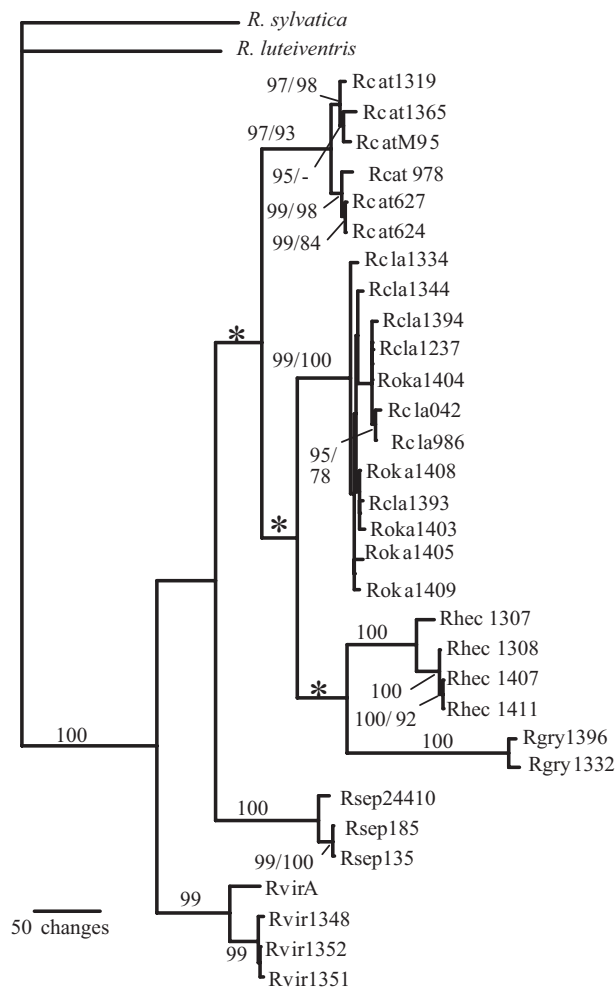 R. sylvatica
R. luteiventris
97/98
Rcat1319
Rcat1365
97/93
RcatM95
95/-
Rcat 978
99/98
Rcat627
99/84
Rcat624
Rcla1334
Rcla1344
*
Rcla1394
99/100
Rcla1237
Roka1404
Rcla042
95/
78
Rcla986
Roka1408
Rcla1393
*
Roka1403
Roka1405
Roka1409
Rhec 1307
100
Rhec 1308
*
100
Rhec 1407
100/92
Rhec 1411
100
100
Rgry1396
Rgry1332
Rsep24410
100
Rsep185
99/100
Rsep135
99
RvirA
50 changes
Rvir1348
99
Rvir1352
Rvir1351